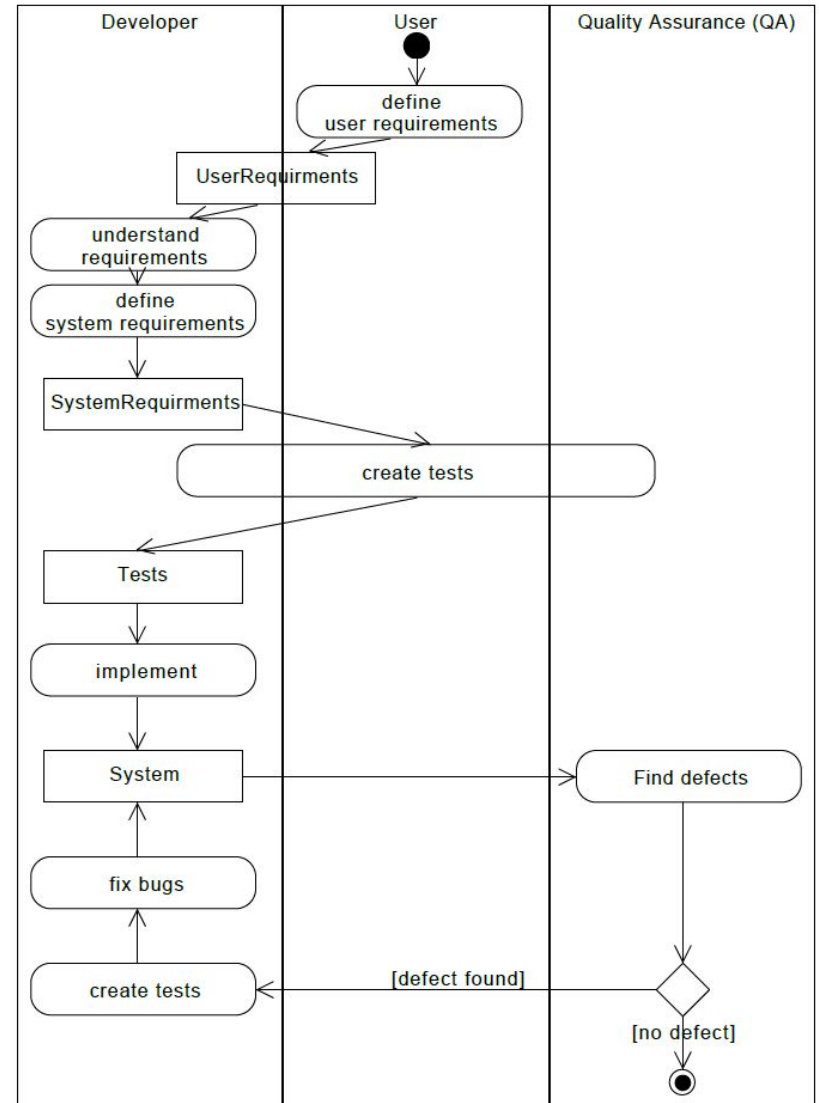 Developer
User
Quality Assurance (QA)
define
user requirements
UserRequirments
understand
requirements
define
system requirements
SystemRequirments
create tests
Tests
implement
System
Find defects
fix bugs
create tests
[defect found]
[no defect]